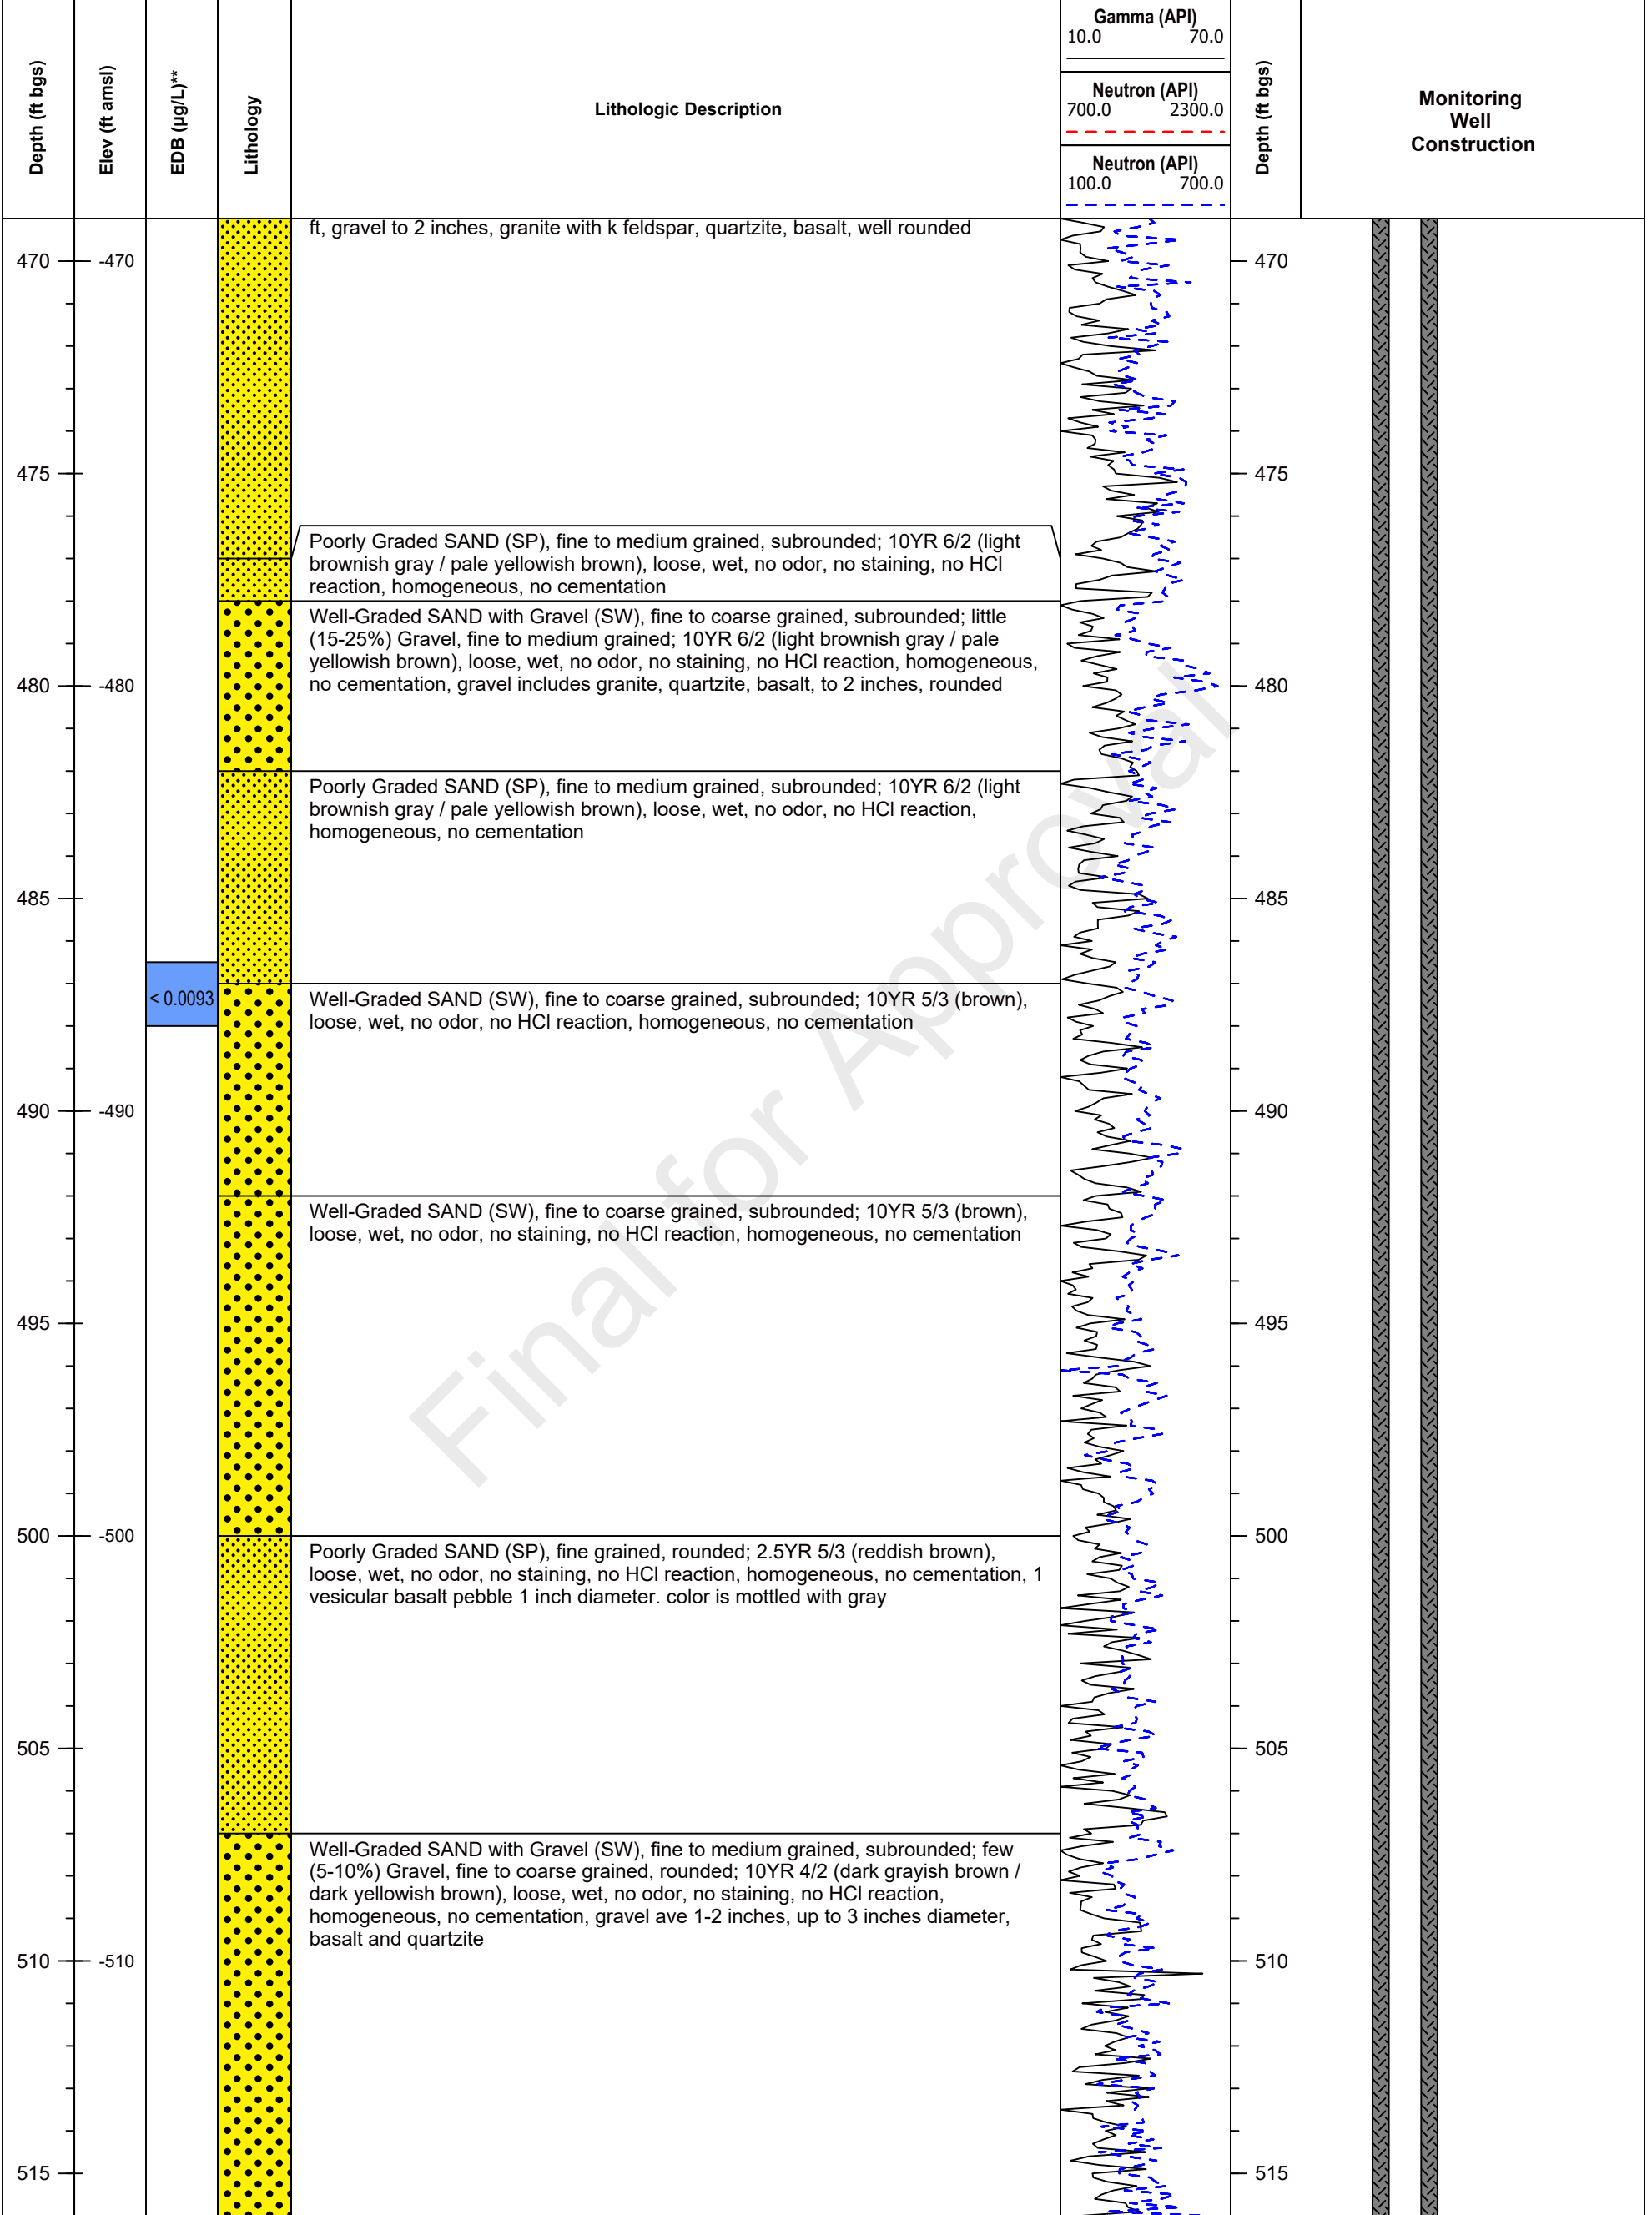 Depth (ft bgs)
Elev (ft amsl)
EDB (µg/L)**
Lithology
Lithologic Description
Gamma (API)
10.0 70.0
Neutron (API)
700.0 2300.0
Neutron (API)
100.0 700.0
Depth (ft bgs)
Monitoring
Well
Construction
ft, gravel to 2 inches, granite with k feldspar, quartzite, basalt, well rounded
470 -470 470
475 475
Poorly Graded SAND (SP), fine to medium grained, subrounded; 10YR 6/2 (light
brownish gray / pale yellowish brown), loose, wet, no odor, no staining, no HCl
reaction, homogeneous, no cementation
Well-Graded SAND with Gravel (SW), fine to coarse grained, subrounded; little
(15-25%) Gravel, fine to medium grained; 10YR 6/2 (light brownish gray / pale
yellowish brown), loose, wet, no odor, no staining, no HCl reaction, homogeneous,
no cementation, gravel includes granite, quartzite, basalt, to 2 inches, rounded
480 -480 480
Poorly Graded SAND (SP), fine to medium grained, subrounded; 10YR 6/2 (light
brownish gray / pale yellowish brown), loose, wet, no odor, no HCl reaction,
homogeneous, no cementation
485 485
< 0.0093
Well-Graded SAND (SW), fine to coarse grained, subrounded; 10YR 5/3 (brown),
loose, wet, no odor, no HCl reaction, homogeneous, no cementation
490 -490 490
Well-Graded SAND (SW), fine to coarse grained, subrounded; 10YR 5/3 (brown),
loose, wet, no odor, no staining, no HCl reaction, homogeneous, no cementation
495 495
500 -500 500
Poorly Graded SAND (SP), fine grained, rounded; 2.5YR 5/3 (reddish brown),
loose, wet, no odor, no staining, no HCl reaction, homogeneous, no cementation, 1
vesicular basalt pebble 1 inch diameter. color is mottled with gray
505 505
Well-Graded SAND with Gravel (SW), fine to medium grained, subrounded; few
(5-10%) Gravel, fine to coarse grained, rounded; 10YR 4/2 (dark grayish brown /
dark yellowish brown), loose, wet, no odor, no staining, no HCl reaction,
homogeneous, no cementation, gravel ave 1-2 inches, up to 3 inches diameter,
basalt and quartzite
510 -510 510
515 515
Final for Approval